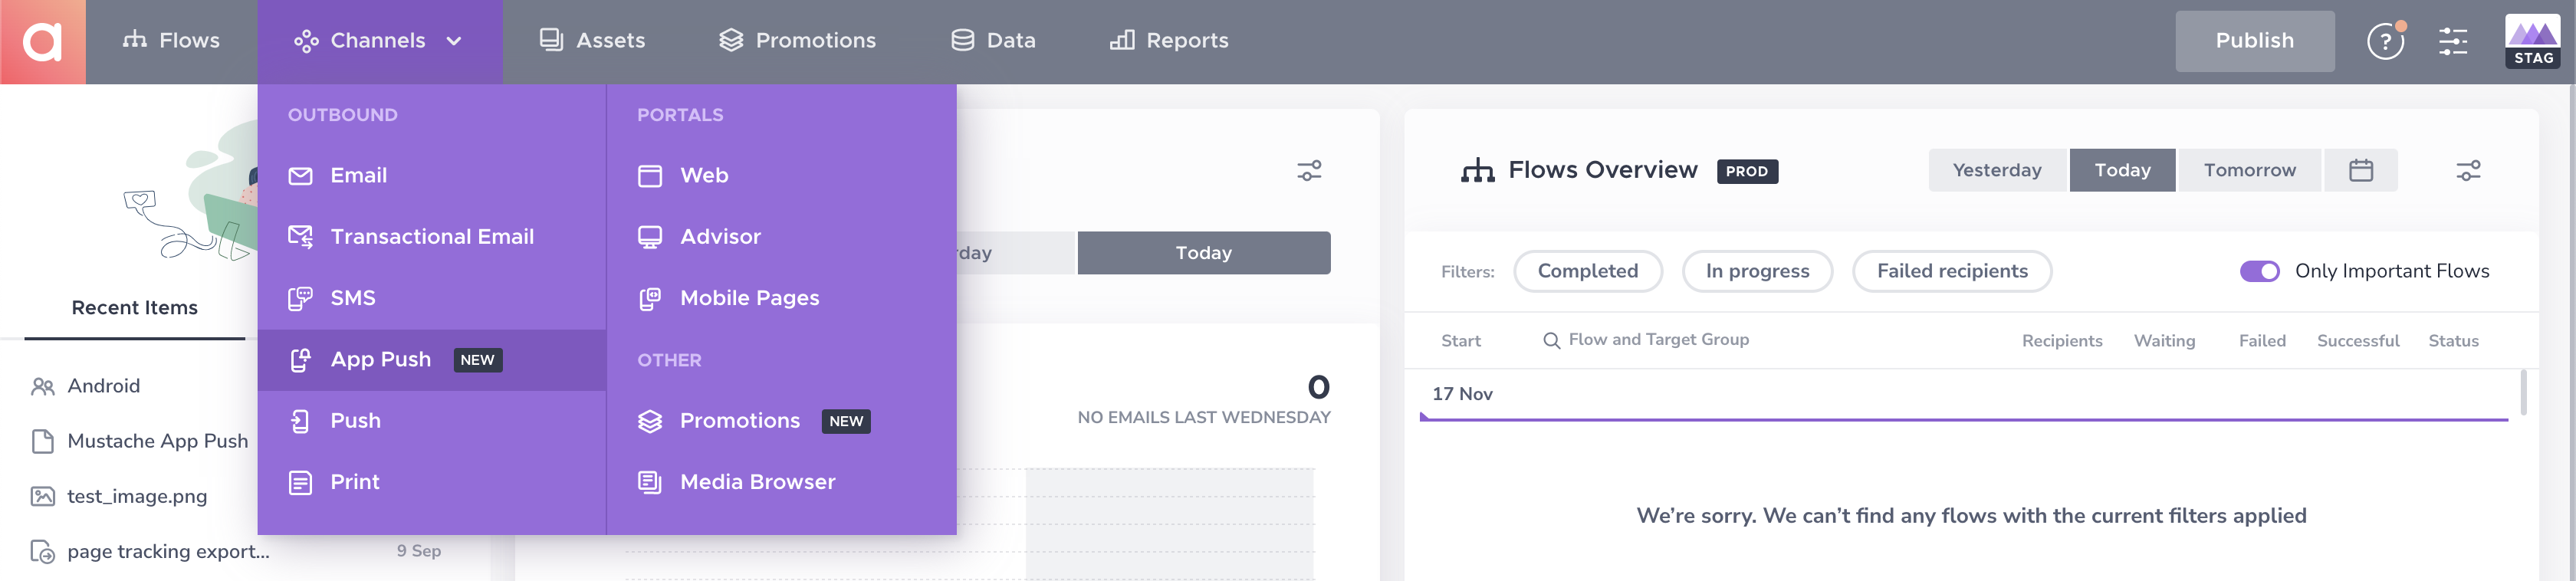 a
Flows
Channels
Assets
Promotions
Data
Reports
Publish
?
STAG
OUTBOUND
Email
Transactional Email
SMS
App Push NEW
Push
Print
PORTALS
Web
Advisor
Mobile Pages
OTHER
Promotions NEW
Media Browser
Recent Items
Android
Mustache App Push
test_image.png
page tracking export... 9 Sep
rday
Today
0
NO EMAILS LAST WEDNESDAY
Flows Overview PROD
Yesterday
Today
Tomorrow
Filters:
Completed
In progress
Failed recipients
Only Important Flows
Start
Flow and Target Group
Recipients
Waiting
Failed
Successful
Status
17 Nov
We’re sorry. We can’t find any flows with the current filters applied